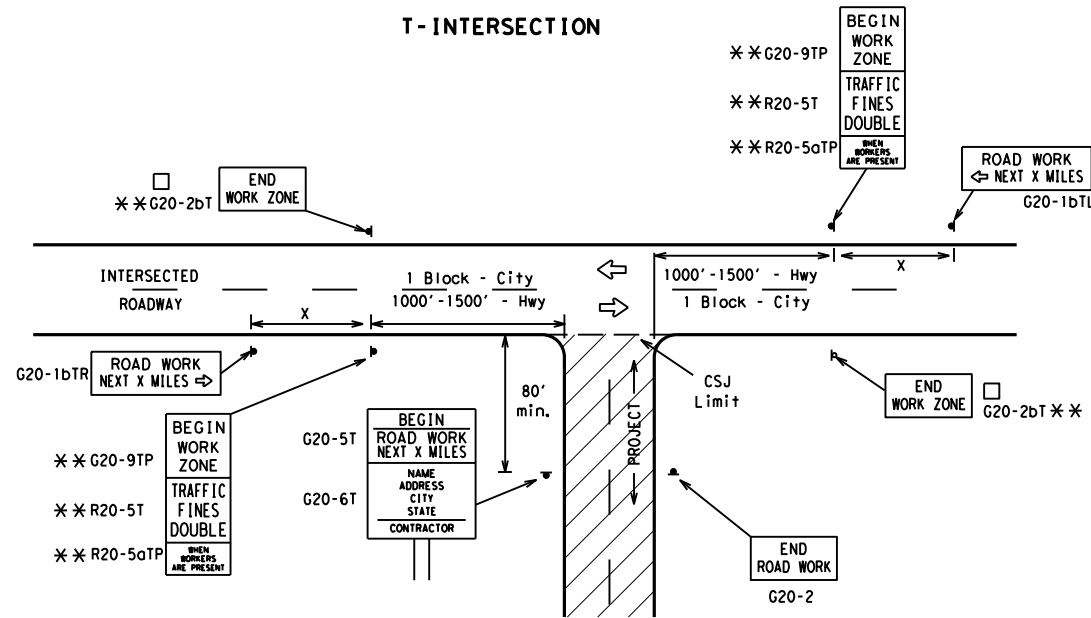 T-INTERSECTION
BEGIN
WORK
ZONE
TRAFFIC
FINES
DOUBLE
WHEN
WORKERS
ARE PRESENT
✳✳G20-9TP
✳✳R20-5T
✳✳R20-5aTP
ROAD WORK
⇦ NEXT X MILES
G20-1bTL
□
✳✳G20-2bT
END
WORK ZONE
INTERSECTED
ROADWAY
1 Block - City
1000'-1500' - Hwy
X
1000'-1500' - Hwy
1 Block - City
X
G20-1bTR
ROAD WORK
NEXT X MILES ⇨
80'
min.
CSJ
Limit
PROJECT
END
WORK ZONE
□
G20-2bT✳✳
✳✳G20-9TP
✳✳R20-5T
✳✳R20-5aTP
BEGIN
WORK
ZONE
TRAFFIC
FINES
DOUBLE
WHEN
WORKERS
ARE PRESENT
G20-5T
G20-6T
BEGIN
ROAD WORK
NEXT X MILES
NAME
ADDRESS
CITY
STATE
CONTRACTOR
END
ROAD WORK
G20-2